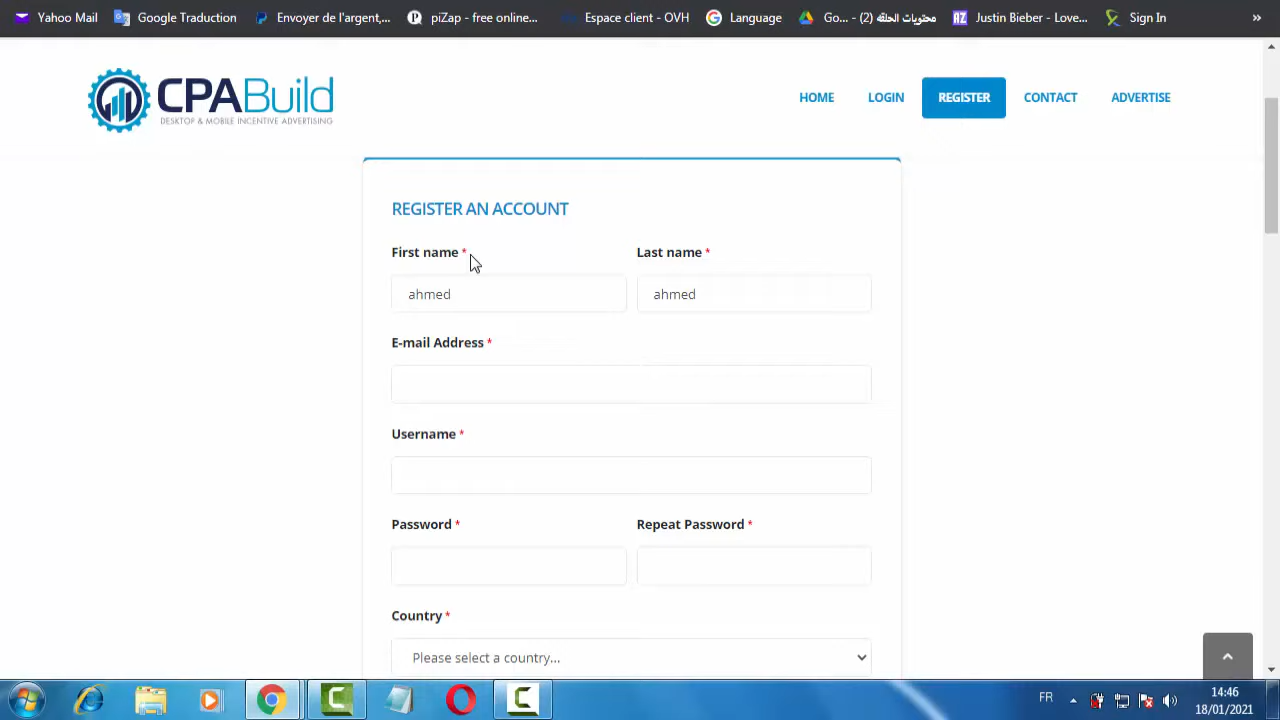 Yahoo Mail Google Traduction Envoyer de l'argent,... piZap - free online... Espace client - OVH Language Go... - (2) محتويات الحلقه Justin Bieber - Love... Sign In »
CPABuild
DESKTOP & MOBILE INCENTIVE ADVERTISING
HOME LOGIN REGISTER CONTACT ADVERTISE
REGISTER AN ACCOUNT
First name * Last name *
ahmed ahmed
E-mail Address *
Username *
Password * Repeat Password *
Country *
Please select a country...
FR 14:46
18/01/2021